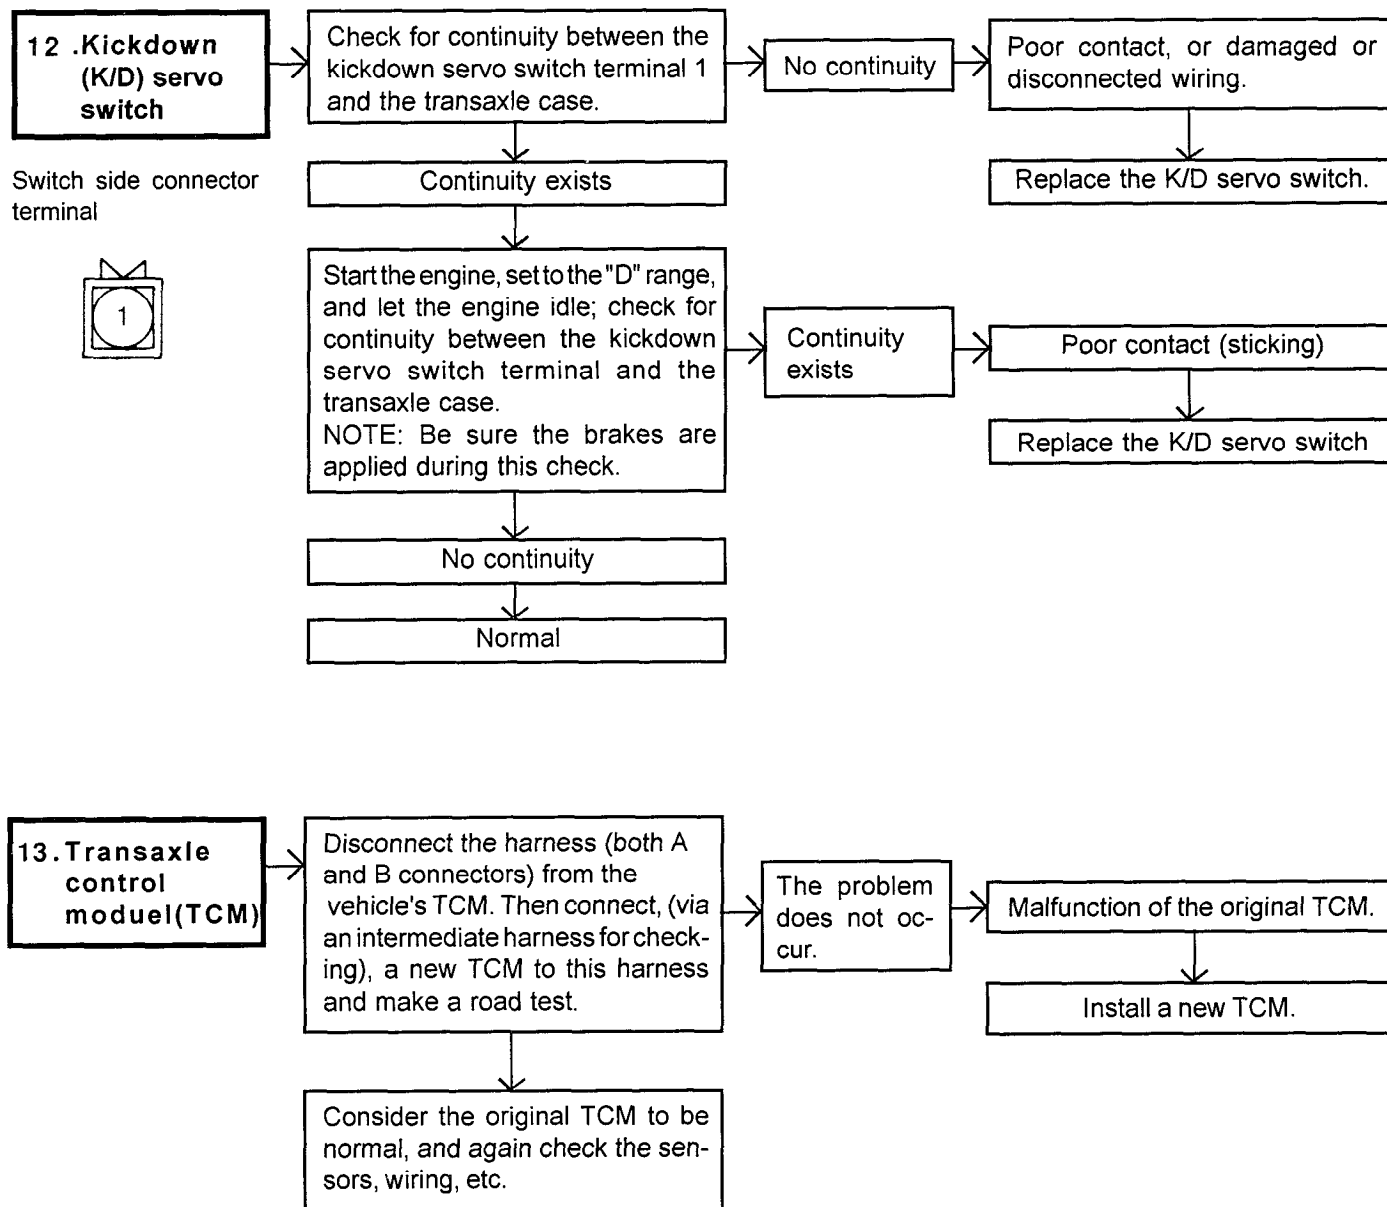 12 .Kickdown
(K/D) servo
switch
Check for continuity between the
kickdown servo switch terminal 1
and the transaxle case.
No continuity
Poor contact, or damaged or
disconnected wiring.
Replace the K/D servo switch.
Continuity exists
Switch side connector
terminal
1
Start the engine, set to the "D" range,
and let the engine idle; check for
continuity between the kickdown
servo switch terminal and the
transaxle case.
NOTE: Be sure the brakes are
applied during this check.
Continuity
exists
Poor contact (sticking)
Replace the K/D servo switch
No continuity
Normal
13. Transaxle
control
moduel(TCM)
Disconnect the harness (both A
and B connectors) from the
vehicle's TCM. Then connect, (via
an intermediate harness for check-
ing), a new TCM to this harness
and make a road test.
The problem
does not oc-
cur.
Malfunction of the original TCM.
Install a new TCM.
Consider the original TCM to be
normal, and again check the sen-
sors, wiring, etc.